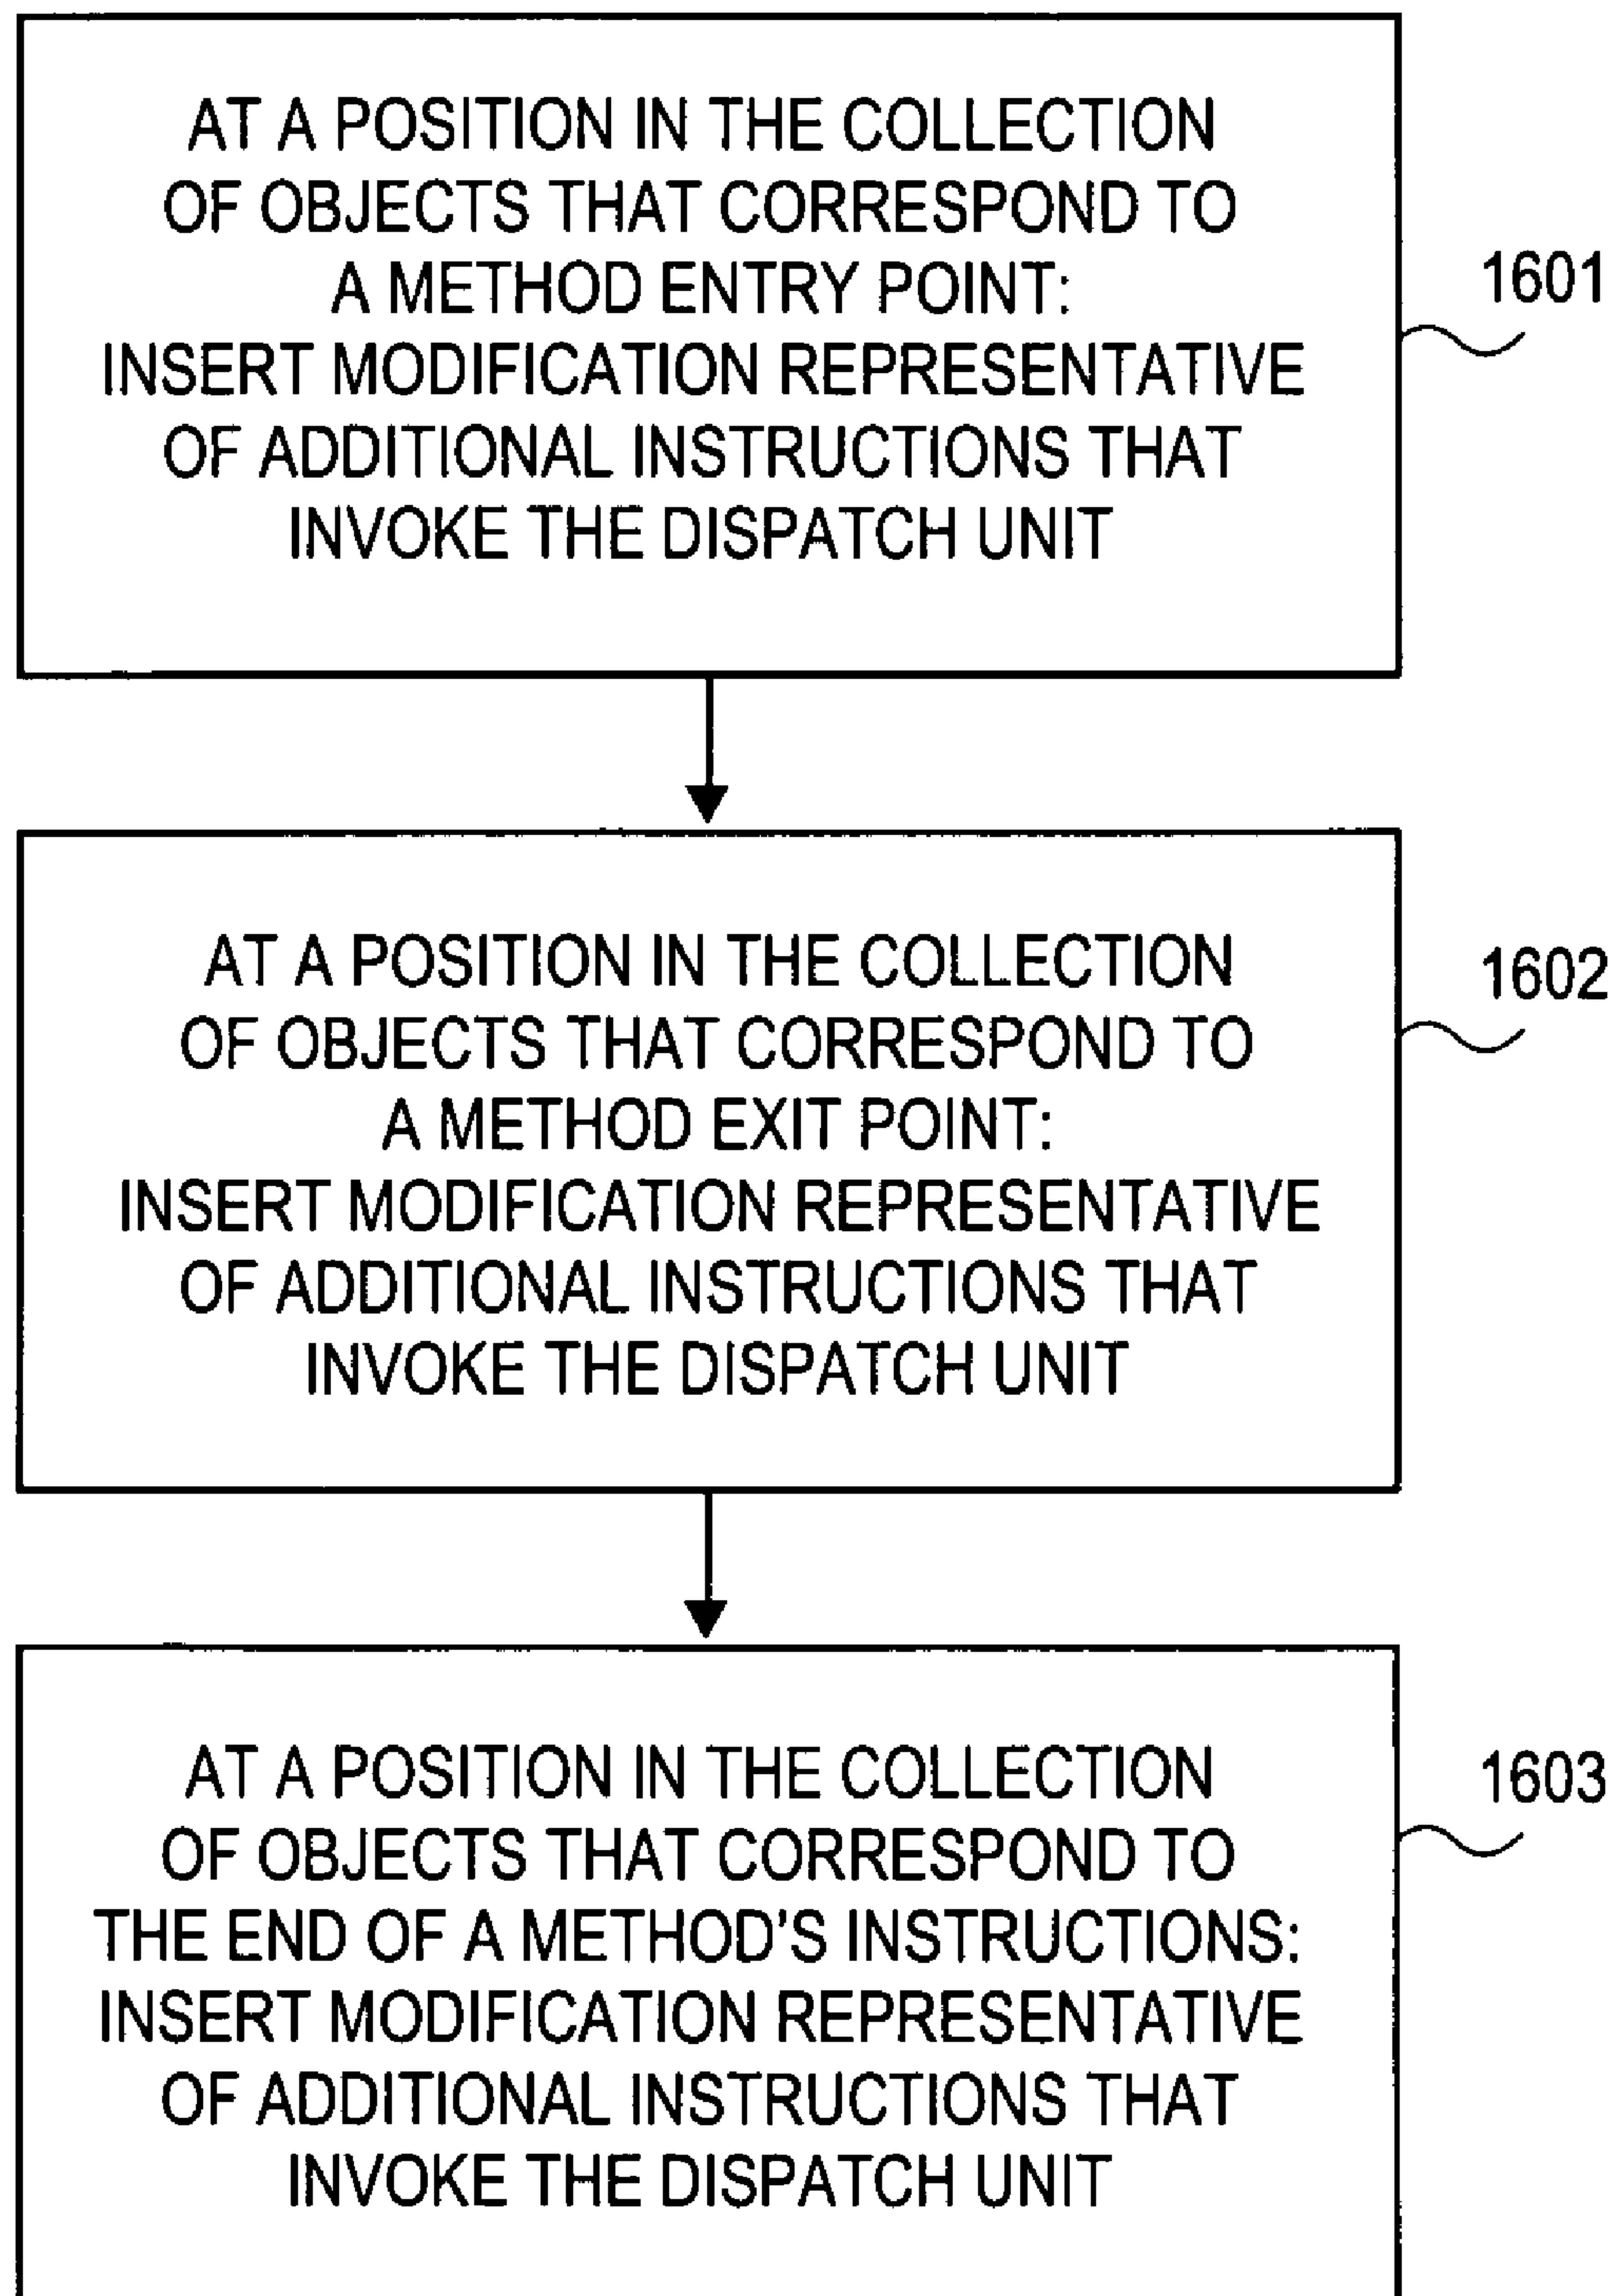 AT A POSITION IN THE COLLECTION
OF OBJECTS THAT CORRESPOND TO
A METHOD ENTRY POINT:
INSERT MODIFICATION REPRESENTATIVE
OF ADDITIONAL INSTRUCTIONS THAT
INVOKE THE DISPATCH UNIT
1601
AT A POSITION IN THE COLLECTION
OF OBJECTS THAT CORRESPOND TO
A METHOD EXIT POINT:
INSERT MODIFICATION REPRESENTATIVE
OF ADDITIONAL INSTRUCTIONS THAT
INVOKE THE DISPATCH UNIT
1602
AT A POSITION IN THE COLLECTION
OF OBJECTS THAT CORRESPOND TO
THE END OF A METHOD'S INSTRUCTIONS:
INSERT MODIFICATION REPRESENTATIVE
OF ADDITIONAL INSTRUCTIONS THAT
INVOKE THE DISPATCH UNIT
1603